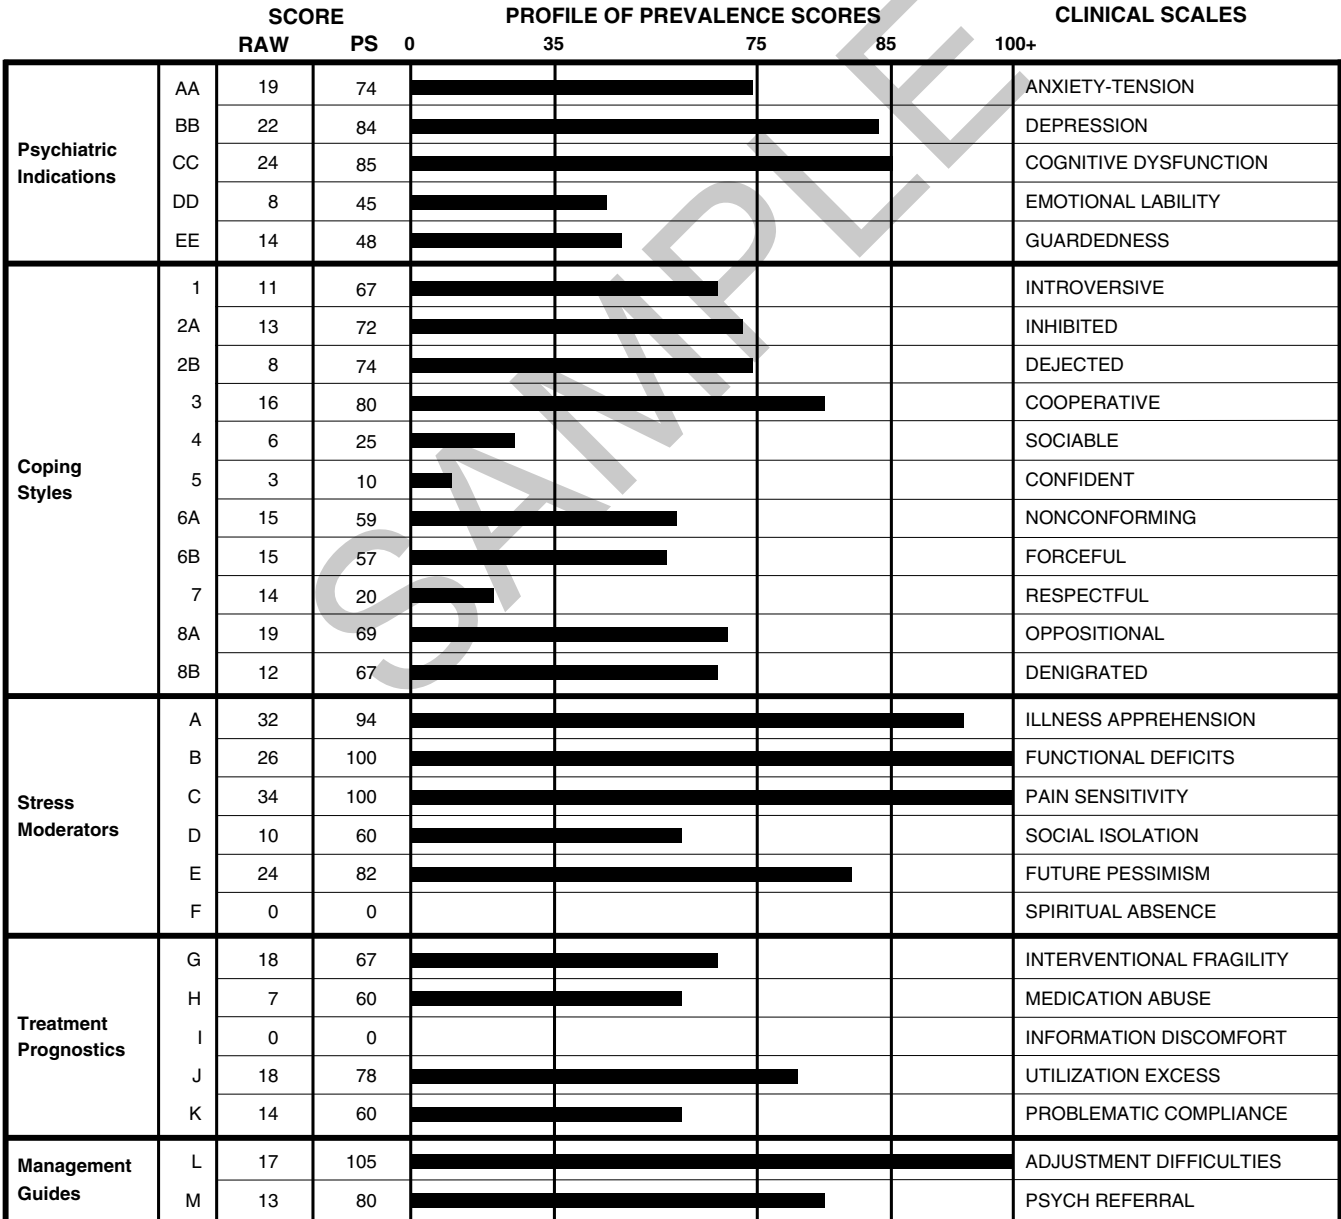 SCORE PROFILE OF PREVALENCE SCORES CLINICAL SCALES
RAW PS 0 35 75 85 100+
Psychiatric Indications
AA 19 74 ANXIETY-TENSION
BB 22 84 DEPRESSION
CC 24 85 COGNITIVE DYSFUNCTION
DD 8 45 EMOTIONAL LABILITY
EE 14 48 GUARDEDNESS
Coping Styles
1 11 67 INTROVERSIVE
2A 13 72 INHIBITED
2B 8 74 DEJECTED
3 16 80 COOPERATIVE
4 6 25 SOCIABLE
5 3 10 CONFIDENT
6A 15 59 NONCONFORMING
6B 15 57 FORCEFUL
7 14 20 RESPECTFUL
8A 19 69 OPPOSITIONAL
8B 12 67 DENIGRATED
Stress Moderators
A 32 94 ILLNESS APPREHENSION
B 26 100 FUNCTIONAL DEFICITS
C 34 100 PAIN SENSITIVITY
D 10 60 SOCIAL ISOLATION
E 24 82 FUTURE PESSIMISM
F 0 0 SPIRITUAL ABSENCE
Treatment Prognostics
G 18 67 INTERVENTIONAL FRAGILITY
H 7 60 MEDICATION ABUSE
I 0 0 INFORMATION DISCOMFORT
J 18 78 UTILIZATION EXCESS
K 14 60 PROBLEMATIC COMPLIANCE
Management Guides
L 17 105 ADJUSTMENT DIFFICULTIES
M 13 80 PSYCH REFERRAL
SAMPLE